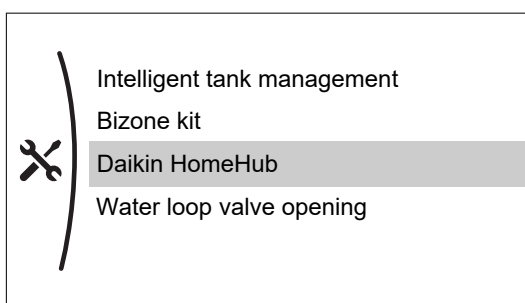 Intelligent tank management
Bizone kit
Daikin HomeHub
Water loop valve opening